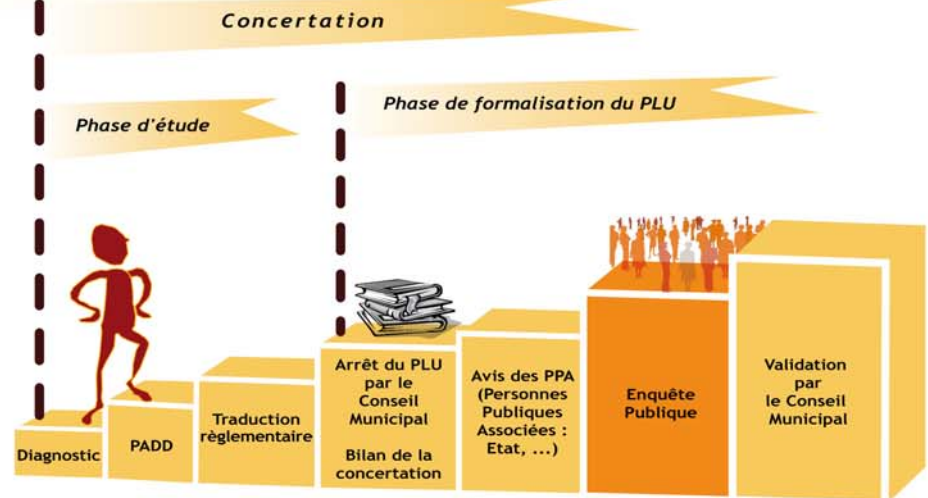 Concertation
Phase d'étude
Phase de formalisation du PLU
Diagnostic
PADD
Traduction
règlementaire
Arrêt du PLU
par le
Conseil
Municipal
Bilan de la
concertation
Avis des PPA
(Personnes
Publiques
Associées :
Etat, ...)
Enquête
Publique
Validation
par
le Conseil
Municipal